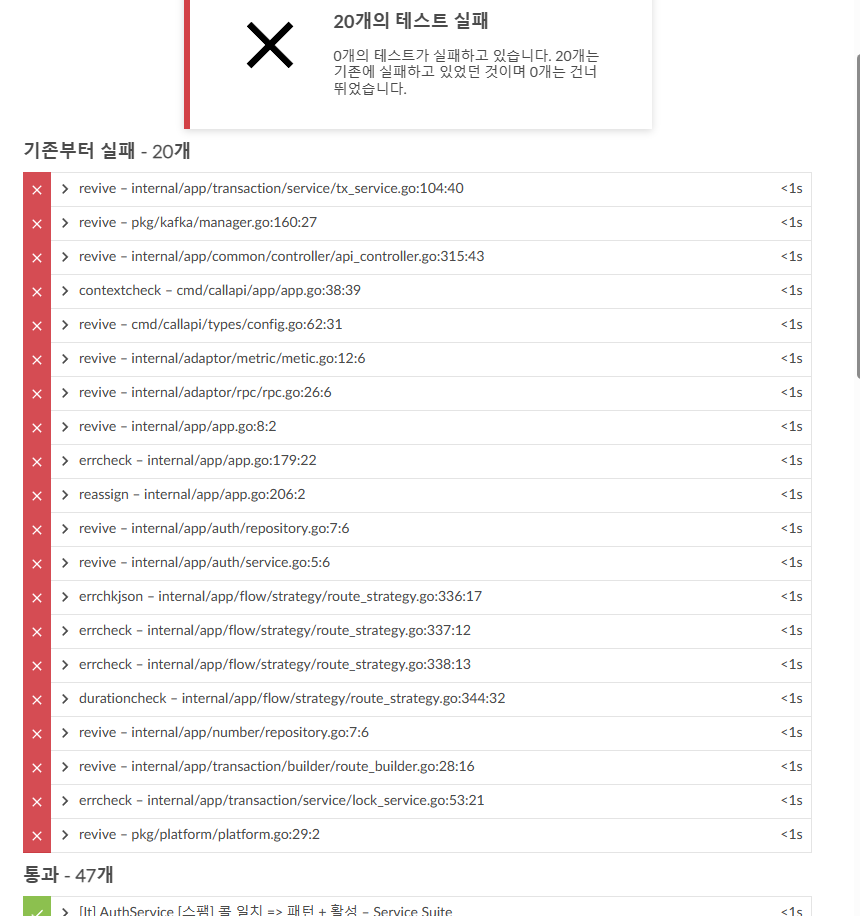 20개의 테스트 실패
0개의 테스트가 실패하고 있습니다. 20개는
기존에 실패하고 있었던 것이며 0개는 건너
뛰었습니다.
기존부터 실패 - 20개
revive – internal/app/transaction/service/tx_service.go:104:40 <1s
revive – pkg/kafka/manager.go:160:27 <1s
revive – internal/app/common/controller/api_controller.go:315:43 <1s
contextcheck – cmd/callapi/app/app.go:38:39 <1s
revive – cmd/callapi/types/config.go:62:31 <1s
revive – internal/adaptor/metric/metic.go:12:6 <1s
revive – internal/adaptor/rpc/rpc.go:26:6 <1s
revive – internal/app/app.go:8:2 <1s
errcheck – internal/app/app.go:179:22 <1s
reassign – internal/app/app.go:206:2 <1s
revive – internal/app/auth/repository.go:7:6 <1s
revive – internal/app/auth/service.go:5:6 <1s
errchkjson – internal/app/flow/strategy/route_strategy.go:336:17 <1s
errcheck – internal/app/flow/strategy/route_strategy.go:337:12 <1s
errcheck – internal/app/flow/strategy/route_strategy.go:338:13 <1s
durationcheck – internal/app/flow/strategy/route_strategy.go:344:32 <1s
revive – internal/app/number/repository.go:7:6 <1s
revive – internal/app/transaction/builder/route_builder.go:28:16 <1s
errcheck – internal/app/transaction/service/lock_service.go:53:21 <1s
revive – pkg/platform/platform.go:29:2 <1s
통과 - 47개
[It] AuthService [스팸] 콜 일치 => 패턴 + 활성 – Service Suite <1s